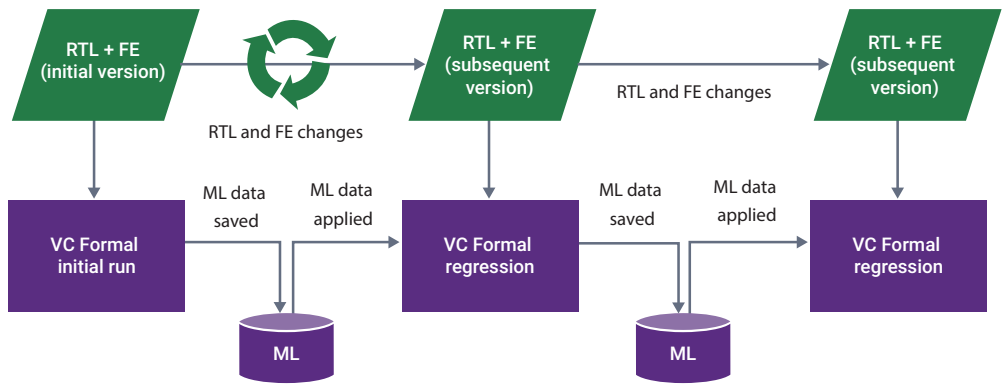 RTL + FE
(initial version)
RTL and FE changes
RTL + FE
(subsequent
version)
RTL and FE changes
RTL + FE
(subsequent
version)
VC Formal
initial run
ML data
saved
ML data
applied
VC Formal
regression
ML data
saved
ML data
applied
VC Formal
regression
ML
ML